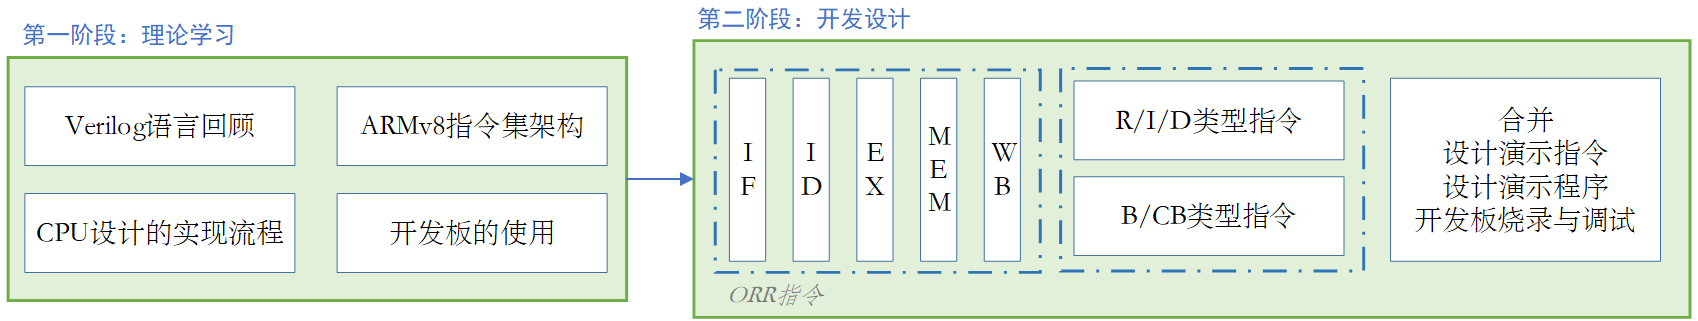 第一阶段：理论学习
Verilog语言回顾
ARMv8指令集架构
CPU设计的实现流程
开发板的使用
第二阶段：开发设计
IF
ID
EX
MEM
WB
ORR指令
R/I/D类型指令
B/CB类型指令
合并
设计演示指令
设计演示程序
开发板烧录与调试